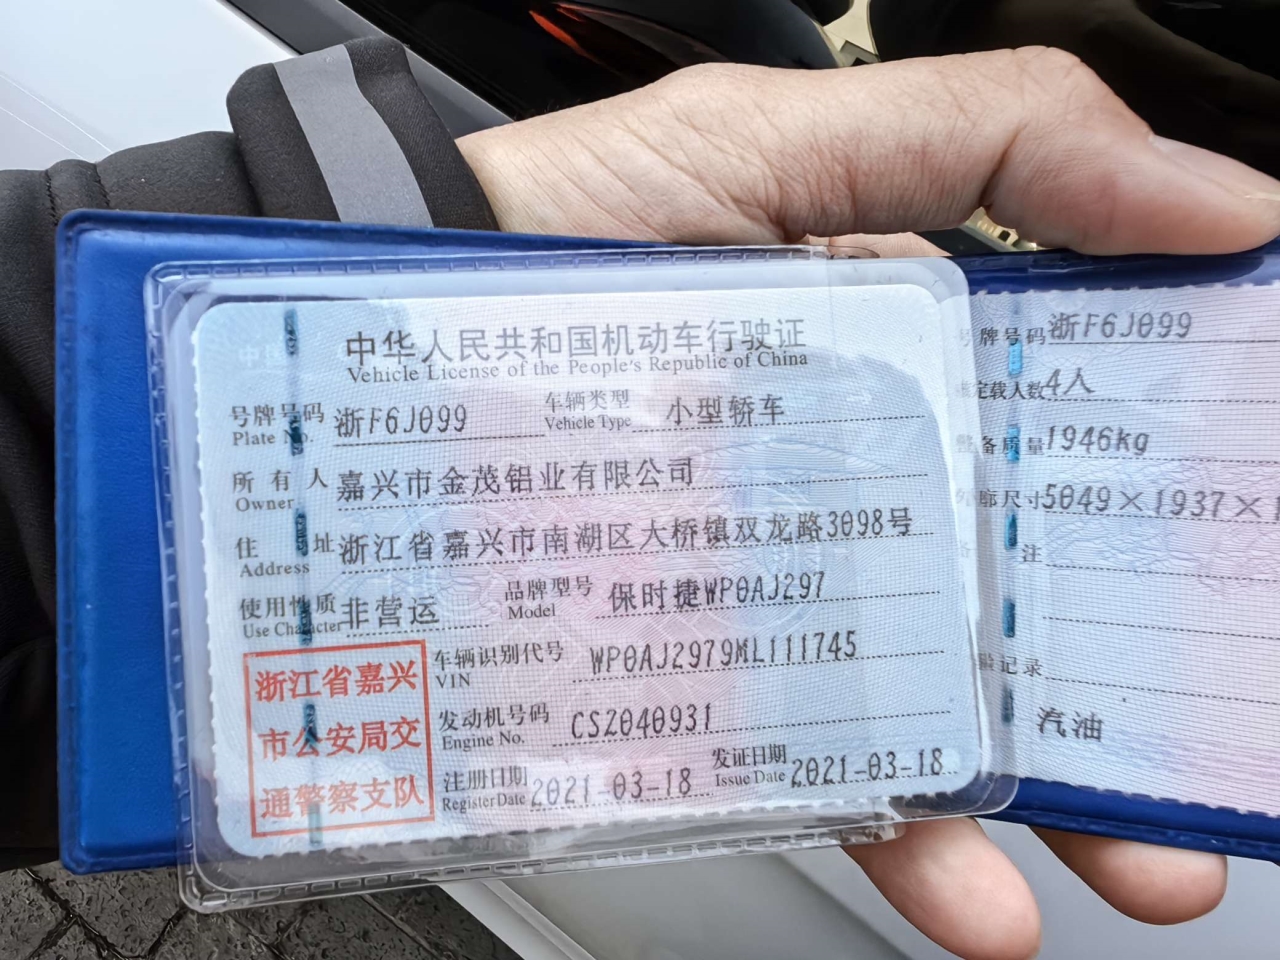 中华人民共和国机动车行驶证
Vehicle License of the People's Republic of China
号牌号码 浙F6J099 车辆类型 小型轿车
Plate No. Vehicle Type
所有人 嘉兴市金茂铝业有限公司
Owner
住址 浙江省嘉兴市南湖区大桥镇双龙路3098号
Address
使用性质 非营运 品牌型号 保时捷WP0AJ297
Use Character Model
车辆识别代号 WP0AJ2979ML111745
VIN
发动机号码 CS2040931
Engine No.
注册日期 2021-03-18 发证日期 2021-03-18
Register Date Issue Date
浙江省嘉兴
市公安局交
通警察支队
号牌号码 浙F6J099
定载人数 4人
备质量 1946kg
廓尺寸 5049×1937×1
注
记录
汽油